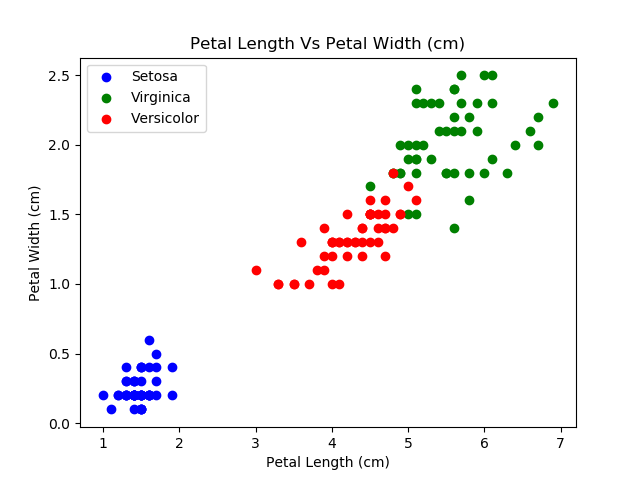 Petal Length Vs Petal Width (cm)
Setosa
Virginica
Versicolor
Petal Width (cm)
2.5
2.0
1.5
1.0
0.5
0.0
1 2 3 4 5 6 7
Petal Length (cm)